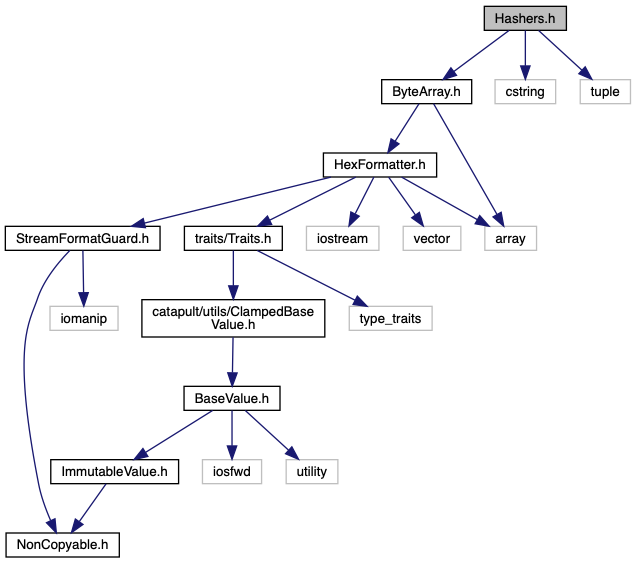 Hashers.h
ByteArray.h
cstring
tuple
HexFormatter.h
StreamFormatGuard.h
traits/Traits.h
iostream
vector
array
iomanip
catapult/utils/ClampedBase
Value.h
type_traits
BaseValue.h
ImmutableValue.h
iosfwd
utility
NonCopyable.h